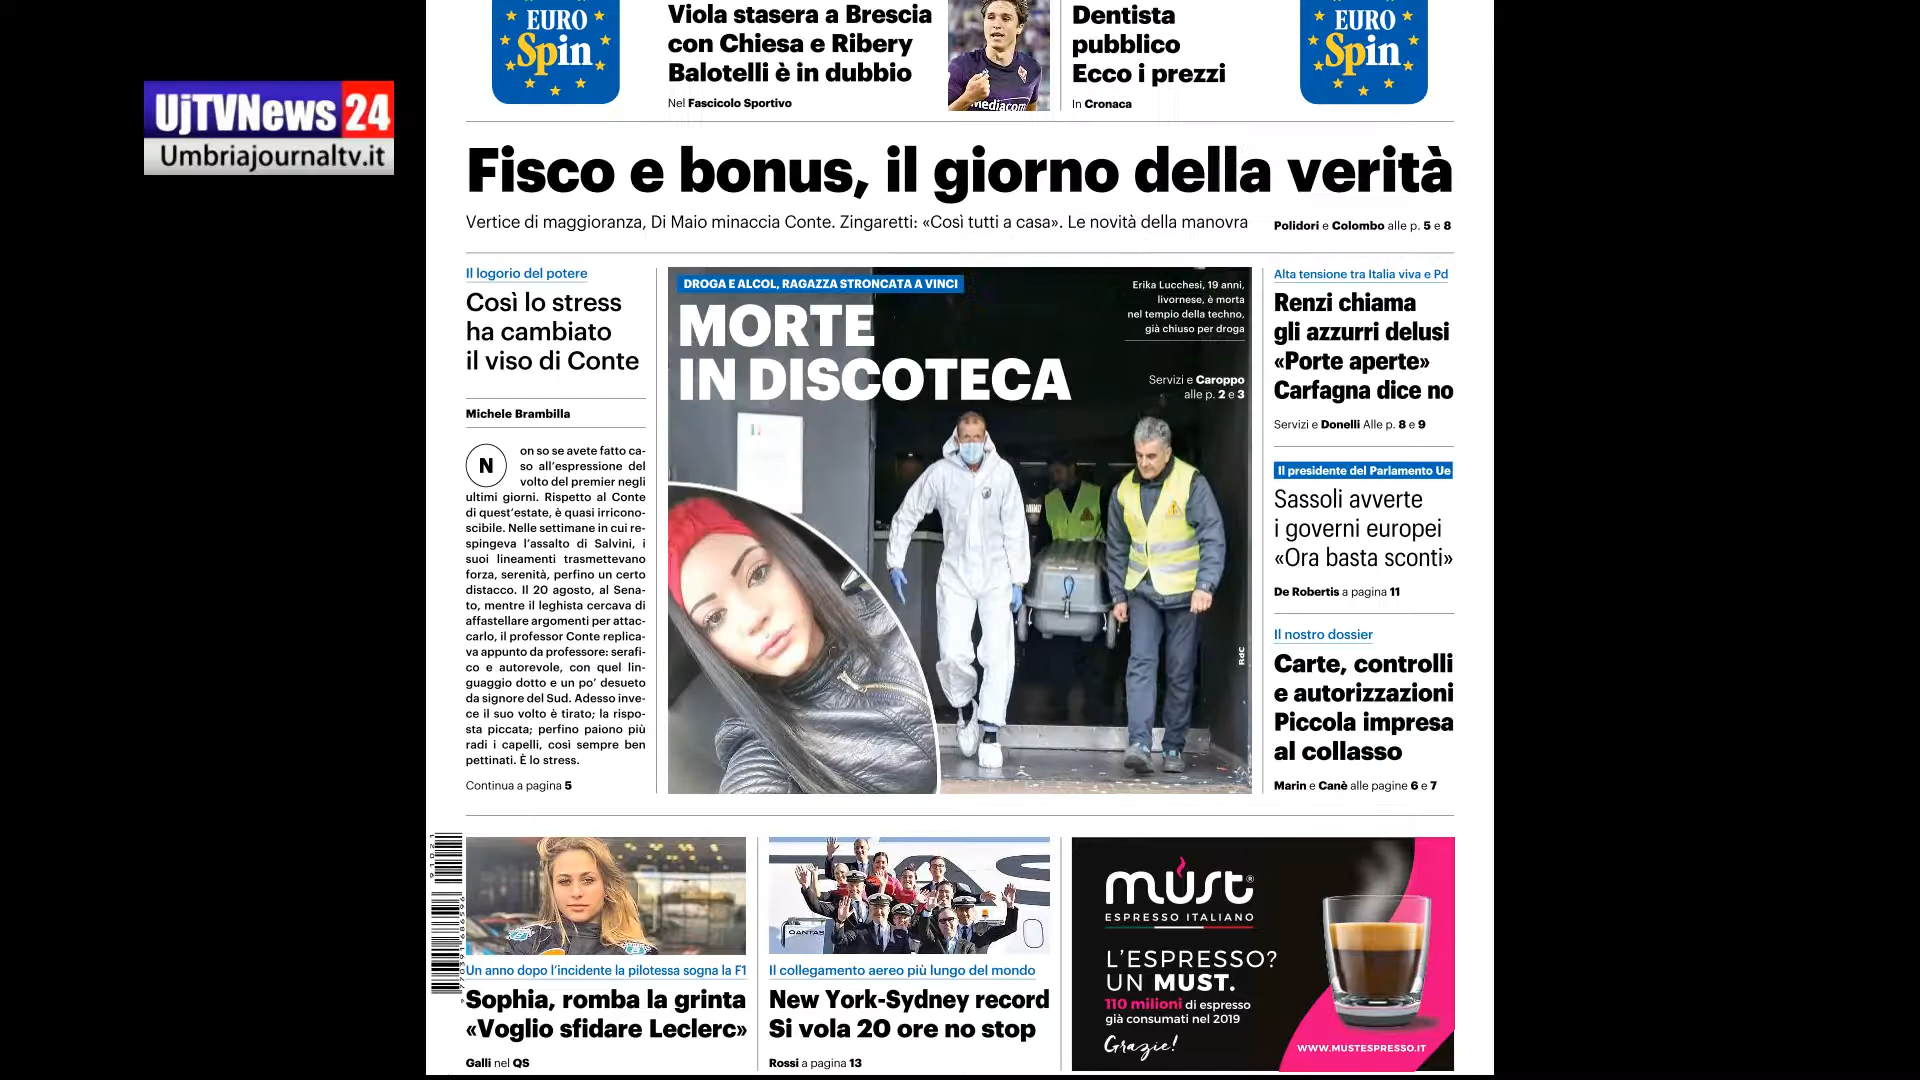 EURO
Spin
Viola stasera a Brescia
con Chiesa e Ribery
Balotelli è in dubbio
Nel Fascicolo Sportivo
Mediacom
Dentista
pubblico
Ecco i prezzi
In Cronaca
EURO
Spin
UjTVNews 24
Umbriajournaltv.it
Fisco e bonus, il giorno della verità
Vertice di maggioranza, Di Maio minaccia Conte. Zingaretti: «Così tutti a casa». Le novità della manovra
Polidori e Colombo alle p. 5 e 8
Il logorio del potere
Così lo stress
ha cambiato
il viso di Conte
Michele Brambilla
N
on so se avete fatto ca-
so all'espressione del
volto del premier negli
ultimi giorni. Rispetto al Conte
di quest'estate, è quasi irricono-
scibile. Nelle settimane in cui re-
spingeva l'assalto di Salvini, i
suoi lineamenti trasmettevano
forza, serenità, perfino un certo
distacco. Il 20 agosto, al Sena-
to, mentre il leghista cercava di
affastellare argomenti per attac-
carlo, il professor Conte replica-
va appunto da professore: serafi-
co e autorevole, con quel lin-
guaggio dotto e un po' desueto
da signore del Sud. Adesso inve-
ce il suo volto è tirato; la rispo-
sta piccata; perfino paiono più
radi i capelli, così sempre ben
pettinati. È lo stress.
Continua a pagina 5
DROGA E ALCOL, RAGAZZA STRONCATA A VINCI
MORTE
IN DISCOTECA
Erika Lucchesi, 19 anni,
livornese, è morta
nel tempio della techno,
già chiuso per droga
Servizi e Caroppo
alle p. 2 e 3
RdC
Alta tensione tra Italia viva e Pd
Renzi chiama
gli azzurri delusi
«Porte aperte»
Carfagna dice no
Servizi e Donelli Alle p. 8 e 9
Il presidente del Parlamento Ue
Sassoli avverte
i governi europei
«Ora basta sconti»
De Robertis a pagina 11
Il nostro dossier
Carte, controlli
e autorizzazioni
Piccola impresa
al collasso
Marin e Canè alle pagine 6 e 7
91021
9 770391 686596
Un anno dopo l'incidente la pilotessa sogna la F1
Sophia, romba la grinta
«Voglio sfidare Leclerc»
Galli nel QS
QANTAS
Il collegamento aereo più lungo del mondo
New York-Sydney record
Si vola 20 ore no stop
Rossi a pagina 13
must®
ESPRESSO ITALIANO
L'ESPRESSO?
UN MUST.
110 milioni di espresso
già consumati nel 2019
Grazie!
WWW.MUSTESPRESSO.IT